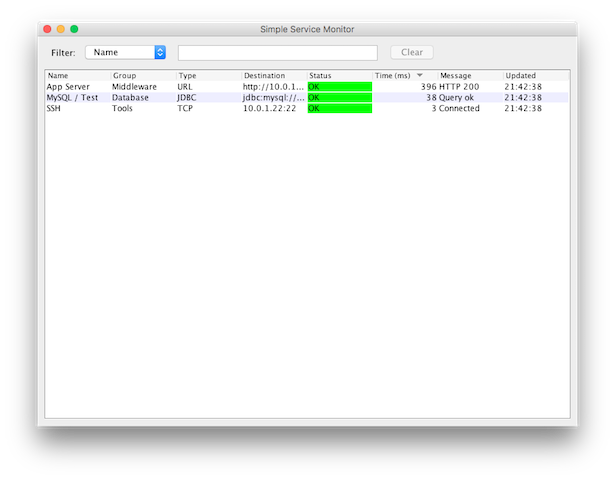 Simple Service Monitor
Filter: Name Clear
Name Group Type Destination Status Time (ms) Message Updated
App Server Middleware URL http://10.0.1... OK 396 HTTP 200 21:42:38
MySQL / Test Database JDBC jdbc:mysql://... OK 38 Query ok 21:42:38
SSH Tools TCP 10.0.1.22:22 OK 3 Connected 21:42:38